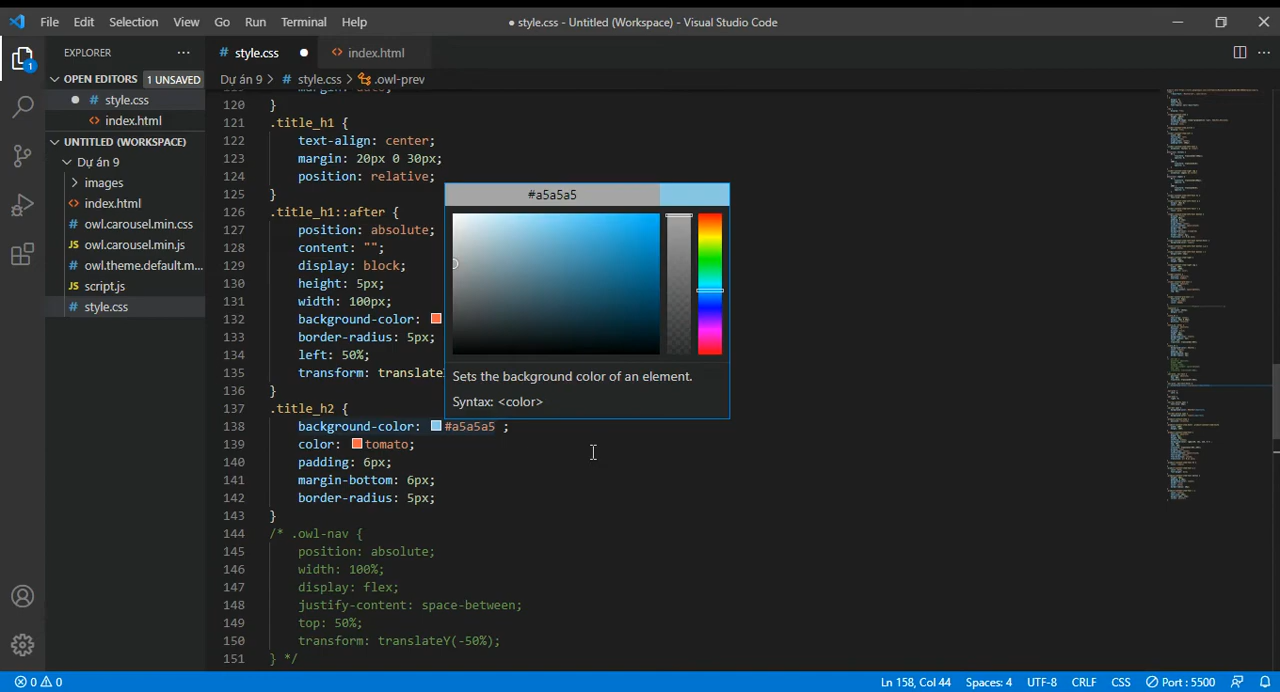 File Edit Selection View Go Run Terminal Help
● style.css - Untitled (Workspace) - Visual Studio Code
EXPLORER
OPEN EDITORS 1 UNSAVED
style.css
index.html
UNTITLED (WORKSPACE)
Dự án 9
images
index.html
owl.carousel.min.css
owl.carousel.min.js
owl.theme.default.m...
script.js
style.css
1
style.css
index.html
Dự án 9 > style.css > .owl-prev
120 }
121 .title_h1 {
122 text-align: center;
123 margin: 20px 0 30px;
124 position: relative;
125 }
126 .title_h1::after {
127 position: absolute;
128 content: "";
129 display: block;
130 height: 5px;
131 width: 100px;
132 background-color:
133 border-radius: 5px;
134 left: 50%;
135 transform: translate
136 }
137 .title_h2 {
138 background-color: #a5a5a5 ;
139 color: tomato;
140 padding: 6px;
141 margin-bottom: 6px;
142 border-radius: 5px;
143 }
144 /* .owl-nav {
145 position: absolute;
146 width: 100%;
147 display: flex;
148 justify-content: space-between;
149 top: 50%;
150 transform: translateY(-50%);
151 } */
#a5a5a5
Sets the background color of an element.
Syntax: <color>
0 0
Ln 158, Col 44 Spaces: 4 UTF-8 CRLF CSS Port : 5500